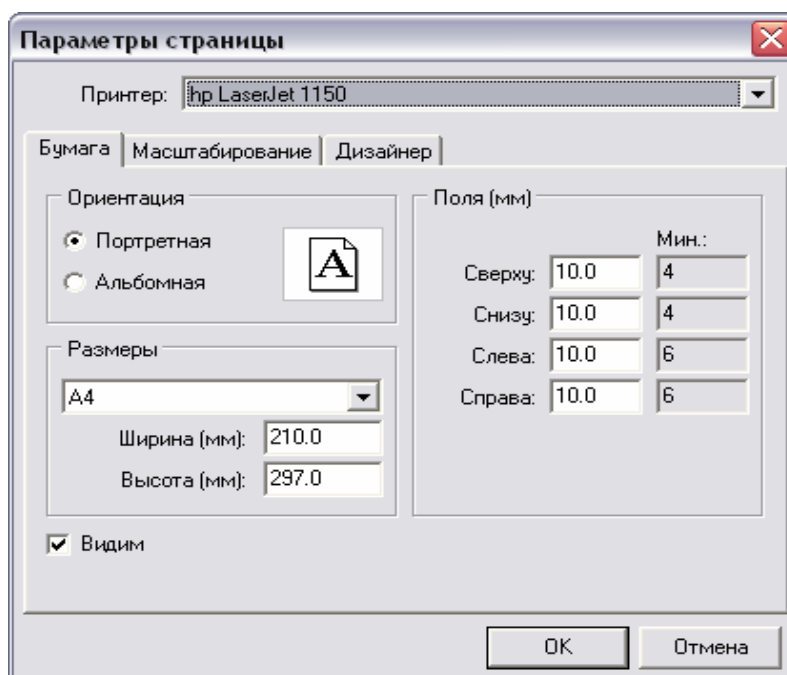 Параметры страницы
Принтер: hp LaserJet 1150
Бумага Масштабирование Дизайнер
Ориентация
Портретная
Альбомная
A
Размеры
A4
Ширина (мм): 210.0
Высота (мм): 297.0
Видим
Поля (мм)
Мин.:
Сверху: 10.0 4
Снизу: 10.0 4
Слева: 10.0 6
Справа: 10.0 6
OK Отмена